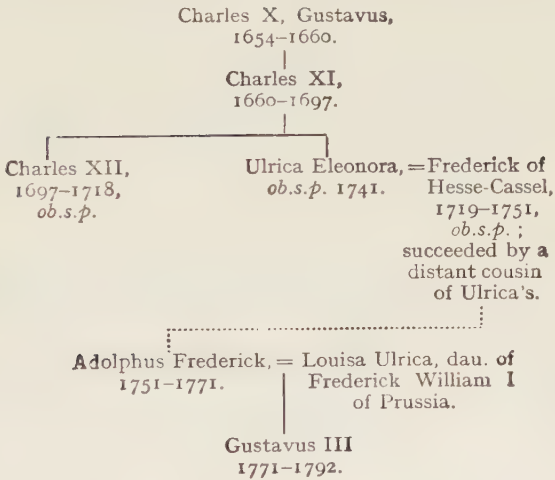 Charles X, Gustavus,
1654–1660.
Charles XI,
1660–1697.
Charles XII,
1697–1718,
ob.s.p.
Ulrica Eleonora,
ob.s.p. 1741.
=Frederick of
Hesse-Cassel,
1719–1751,
ob.s.p. ;
succeeded by a
distant cousin
of Ulrica's.
Adolphus Frederick,
1751–1771.
= Louisa Ulrica, dau. of
Frederick William I
of Prussia.
Gustavus III
1771–1792.